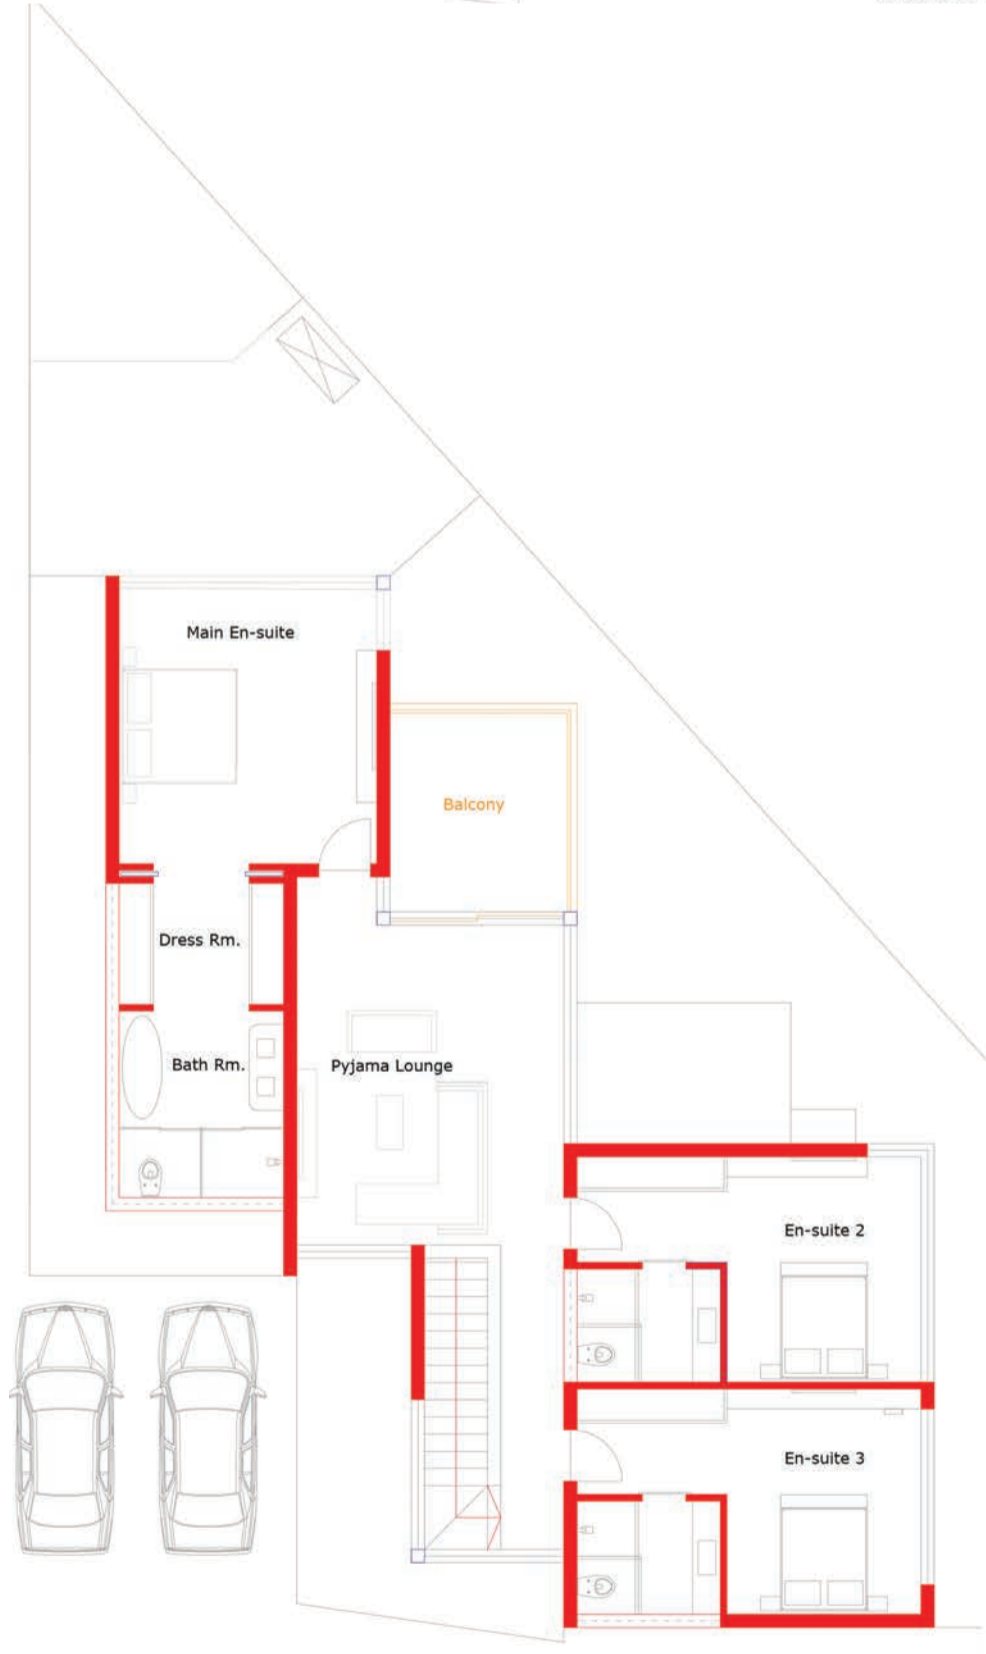 Main En-suite
Balcony
Dress Rm.
Bath Rm.
Pyjama Lounge
En-suite 2
En-suite 3